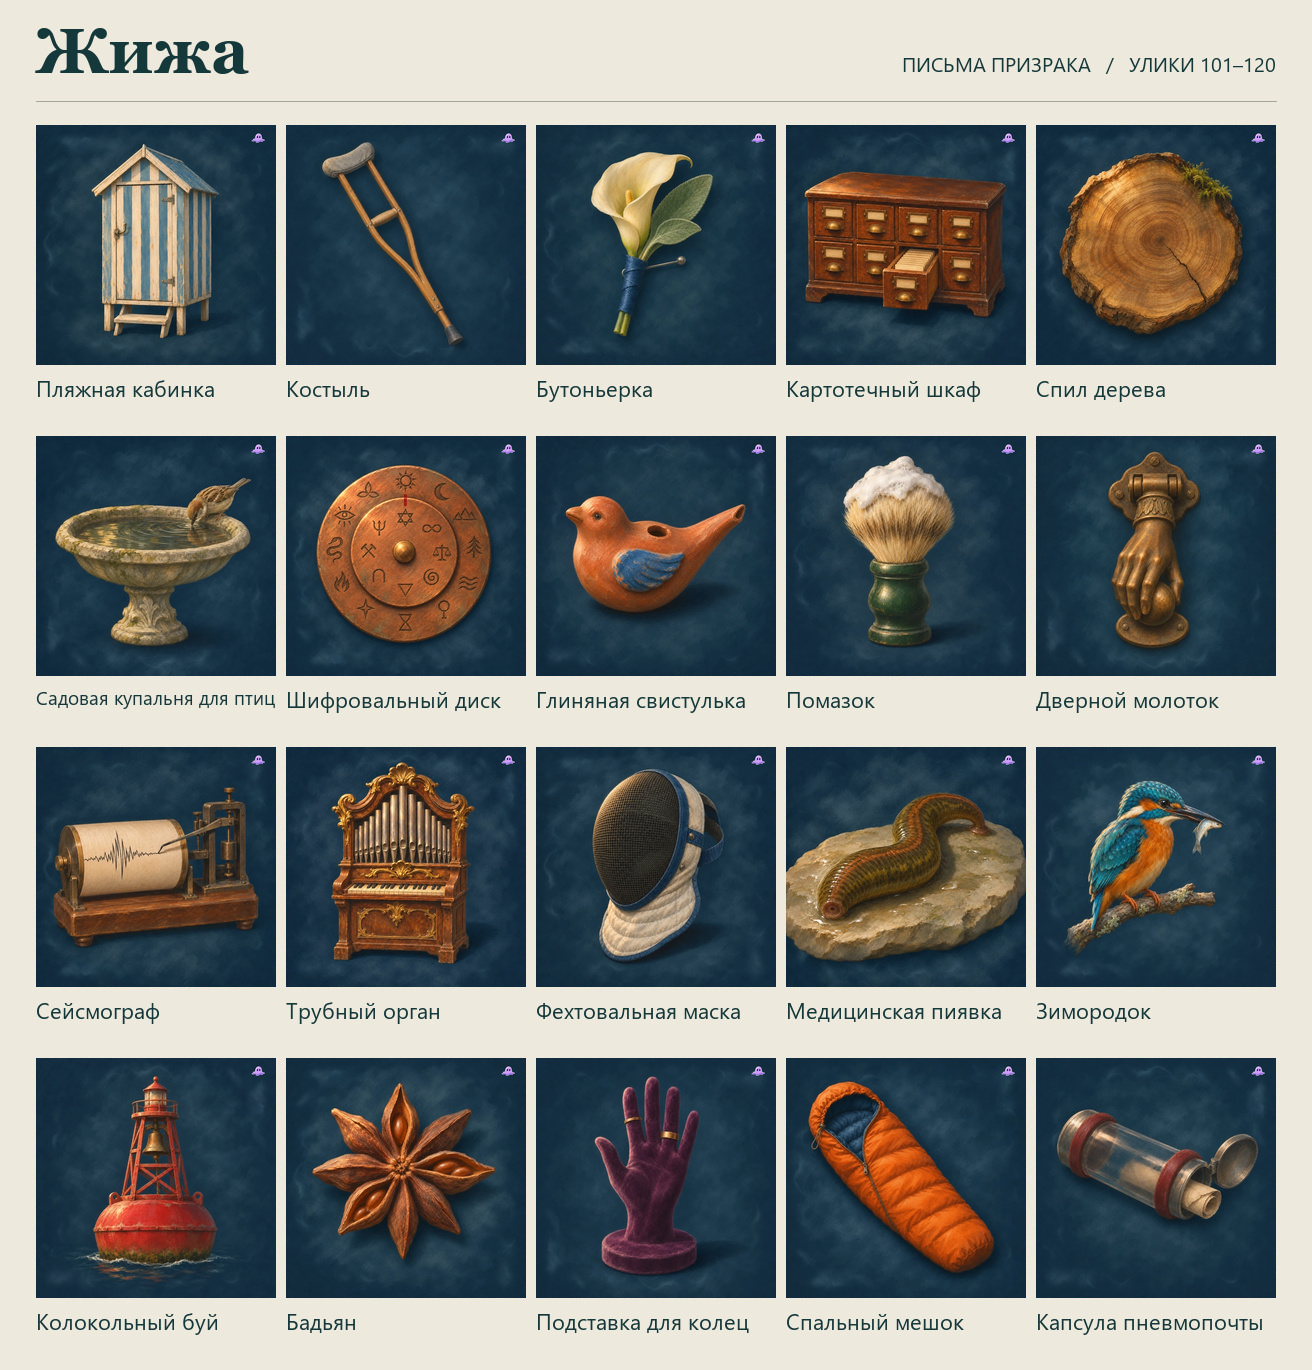 Жижа
ПИСЬМА ПРИЗРАКА / УЛИКИ 101–120
Пляжная кабинка
Костыль
Бутоньерка
Картотечный шкаф
Спил дерева
Садовая купальня для птиц
Шифровальный диск
Глиняная свистулька
Помазок
Дверной молоток
Сейсмограф
Трубный орган
Фехтовальная маска
Медицинская пиявка
Зимородок
Колокольный буй
Бадьян
Подставка для колец
Спальный мешок
Капсула пневмопочты